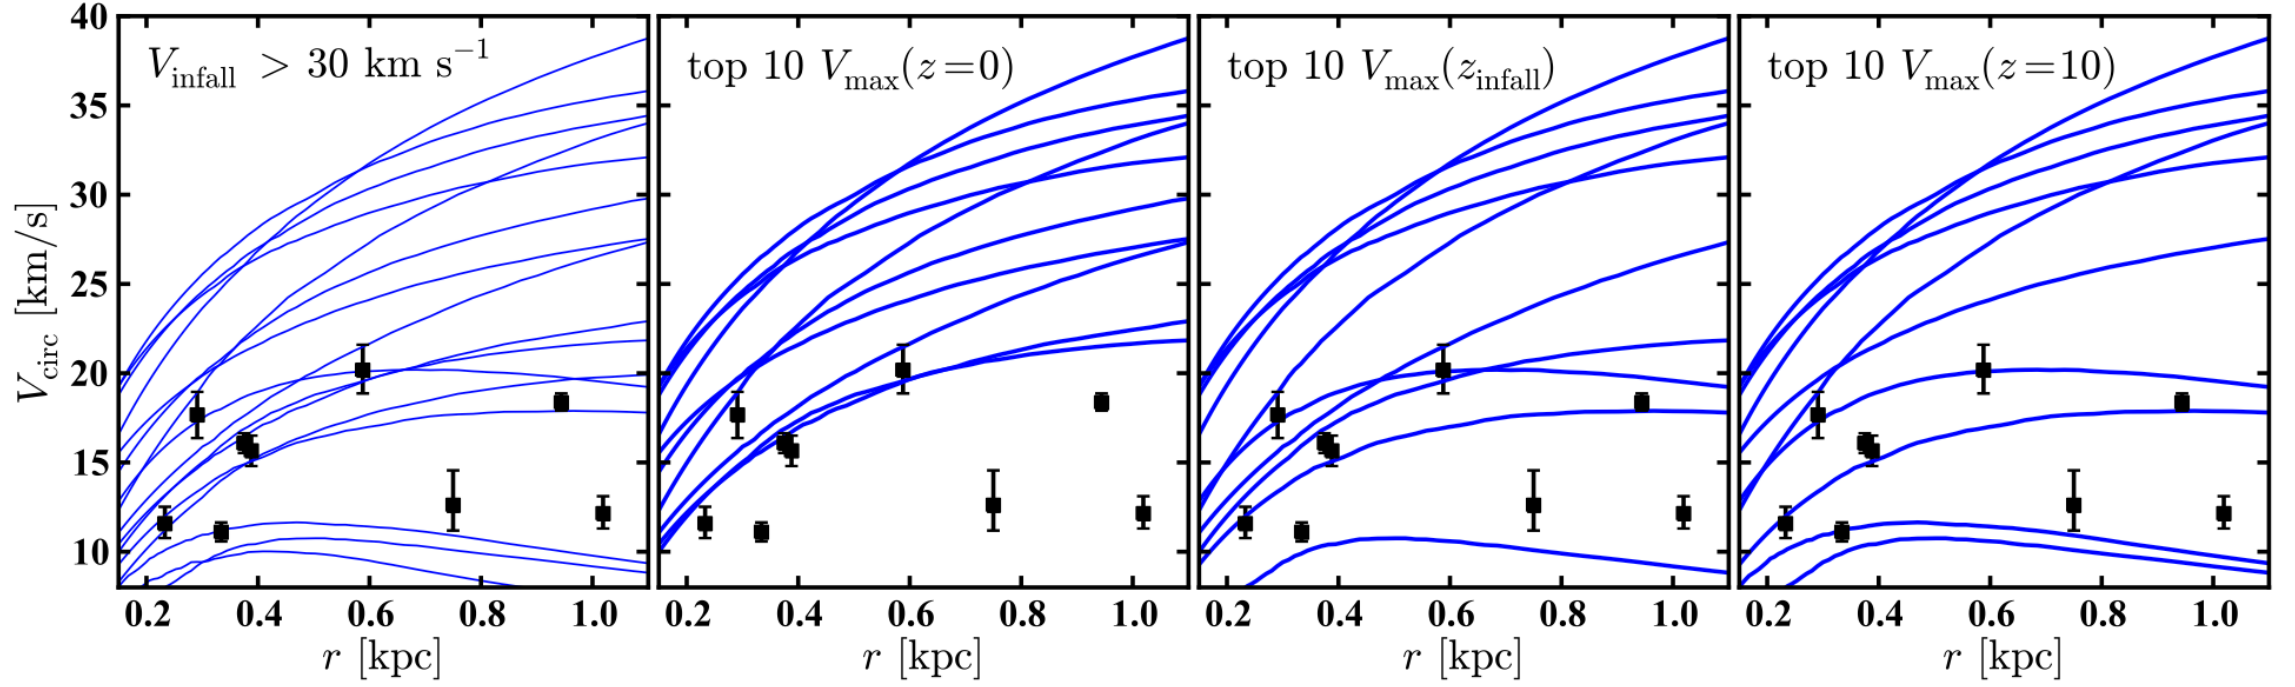 V_infall > 30 km s⁻¹
top 10 V_max(z=0)
top 10 V_max(z_infall)
top 10 V_max(z=10)
V_circ [km/s]
40
35
30
25
20
15
10
0.2 0.4 0.6 0.8 1.0
0.2 0.4 0.6 0.8 1.0
0.2 0.4 0.6 0.8 1.0
0.2 0.4 0.6 0.8 1.0
r [kpc]
r [kpc]
r [kpc]
r [kpc]